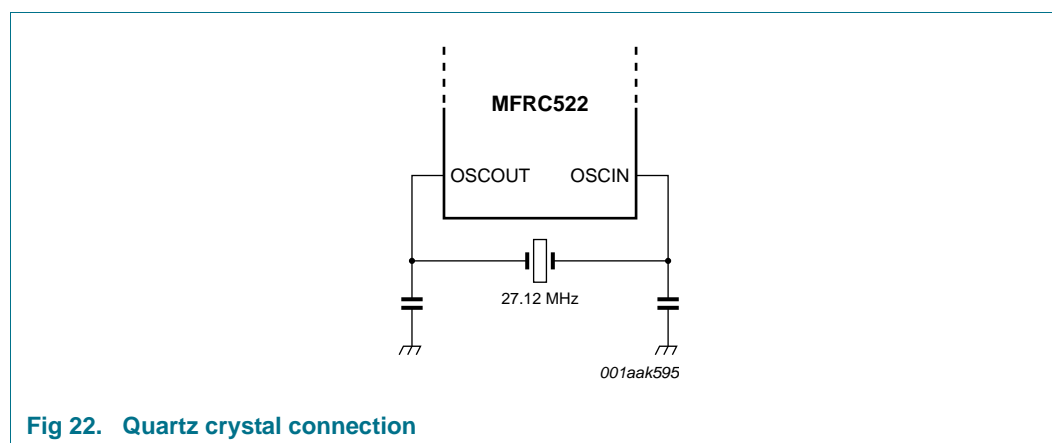 MFRC522
OSCOUT OSCIN
27.12 MHz
001aak595
Fig 22. Quartz crystal connection